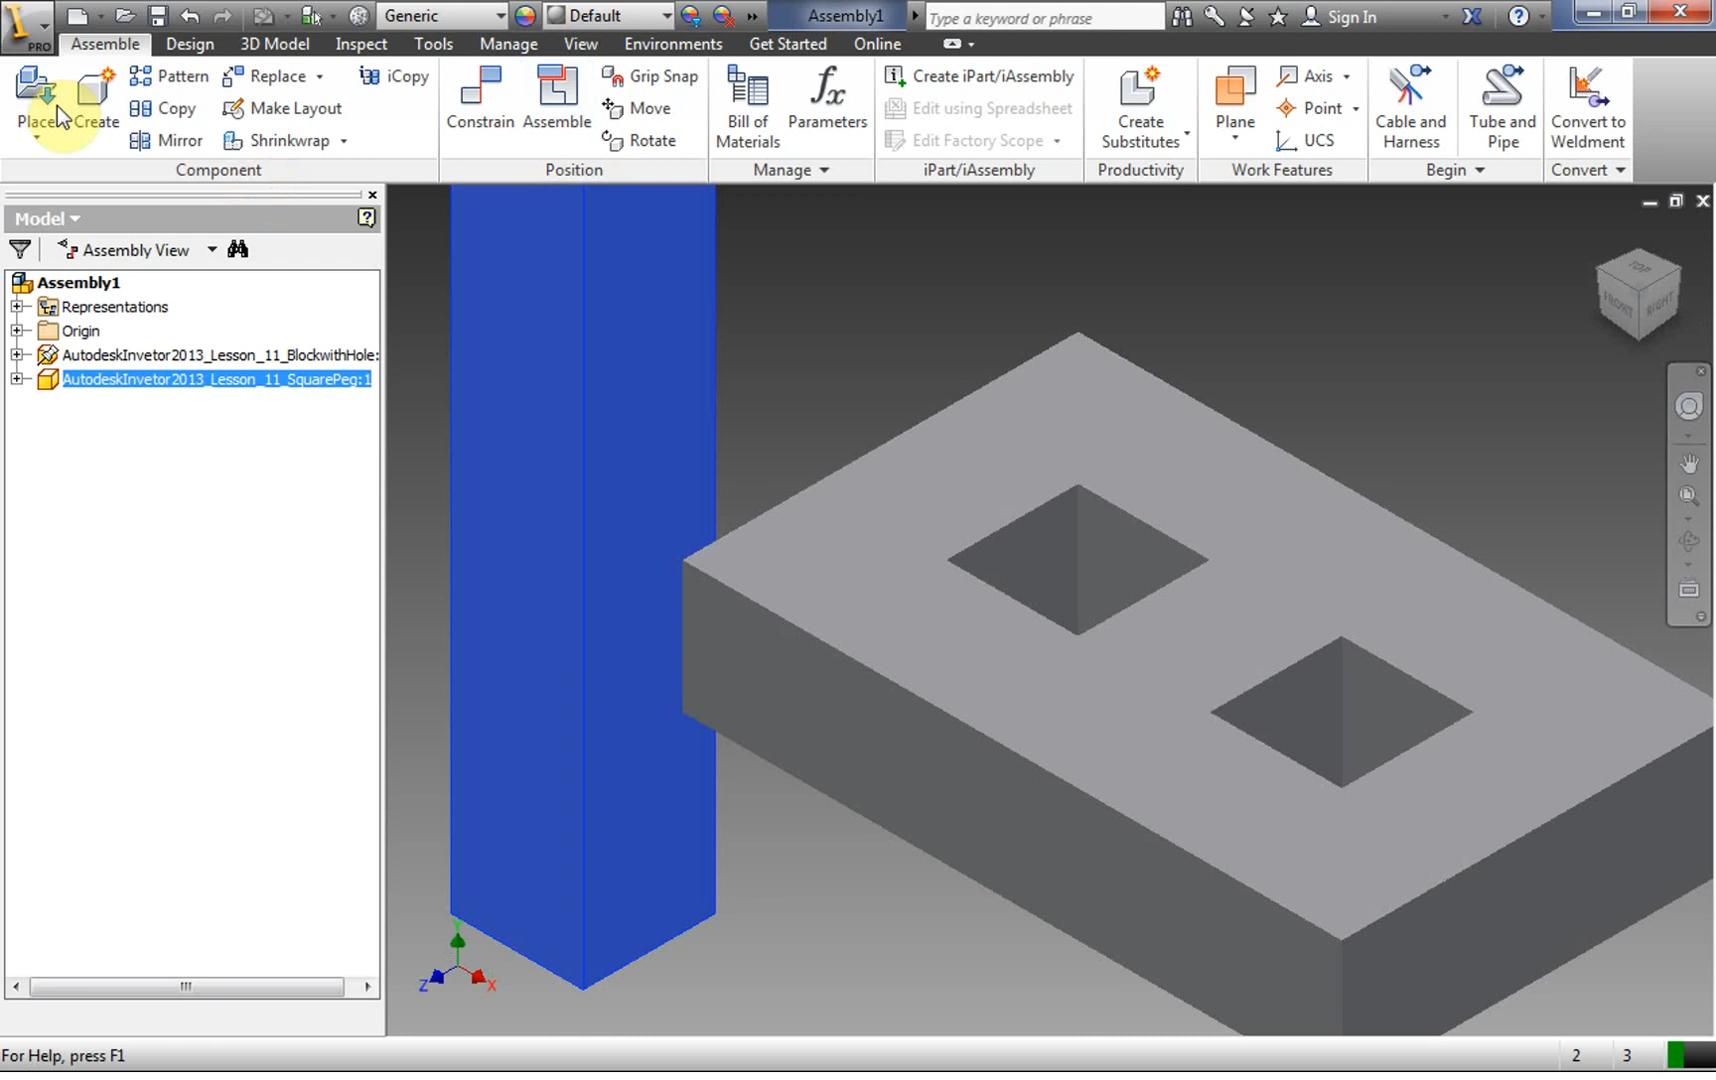 PRO
Generic
Default
Assembly1
Type a keyword or phrase
Sign In
Assemble
Design
3D Model
Inspect
Tools
Manage
View
Environments
Get Started
Online
Place
Create
Pattern
Copy
Mirror
Replace
Make Layout
Shrinkwrap
iCopy
Constrain
Assemble
Grip Snap
Move
Rotate
Bill of
Materials
Parameters
Create iPart/iAssembly
Edit using Spreadsheet
Edit Factory Scope
Create
Substitutes
Plane
Axis
Point
UCS
Cable and
Harness
Tube and
Pipe
Convert to
Weldment
Component
Position
Manage
iPart/iAssembly
Productivity
Work Features
Begin
Convert
Model
Assembly View
Assembly1
Representations
Origin
AutodeskInvetor2013_Lesson_11_BlockwithHole:
AutodeskInvetor2013_Lesson_11_SquarePeg:1
TOP
FRONT
RIGHT
Y
Z
X
For Help, press F1
2
3